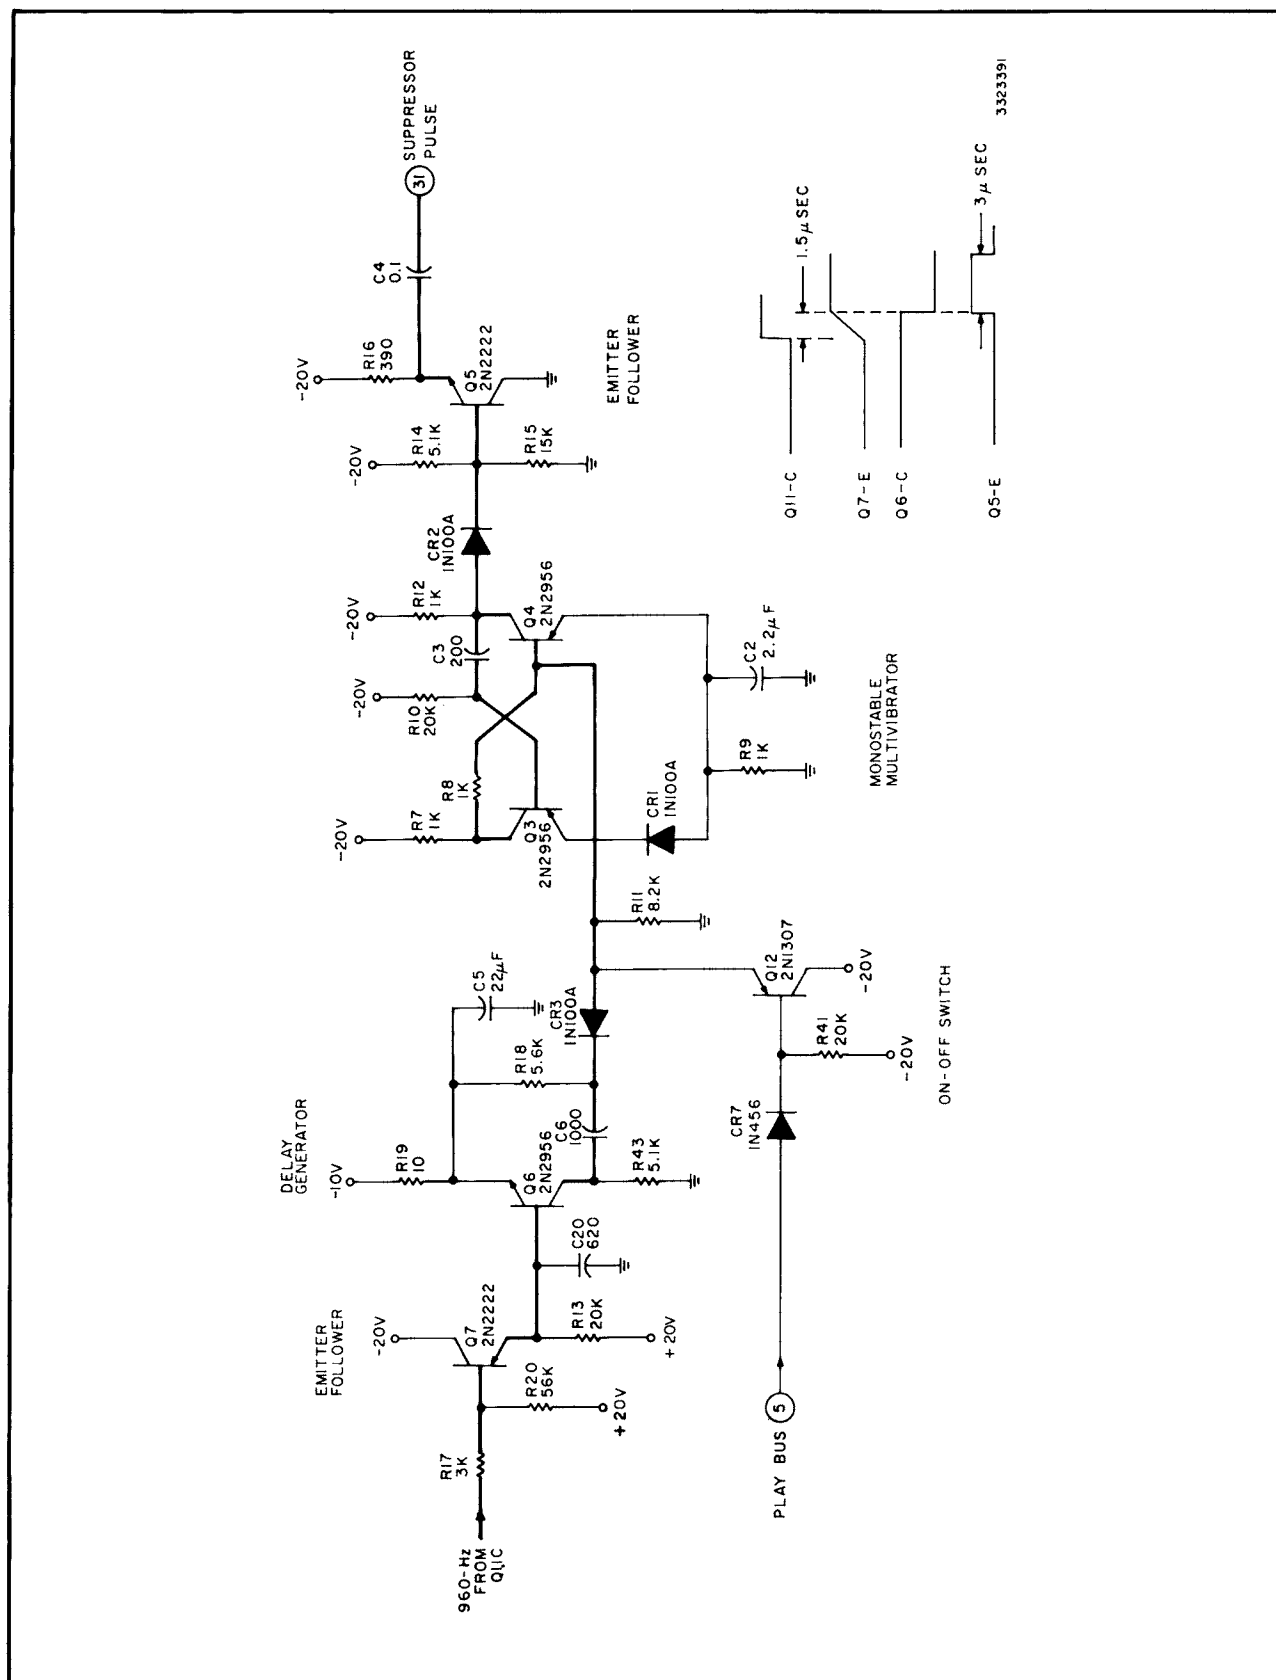 960-Hz
FROM
Q11C
R17
3K
EMITTER
FOLLOWER
-20V
Q7
2N2222
R20
56K
+20V
R13
20K
+20V
C20
620
DELAY
GENERATOR
-10V
R19
10
Q6
2N2956
C6
1000
R43
5.1K
R18
5.6K
C5
22μF
CR3
1N100A
PLAY BUS
5
CR7
1N456
R41
20K
-20V
Q12
2N1307
-20V
ON-OFF SWITCH
R11
8.2K
-20V
R7
1K
R8
1K
Q3
2N2956
CR1
1N100A
R9
1K
C2
2.2μF
MONOSTABLE
MULTIVIBRATOR
-20V
R10
20K
C3
200
-20V
R12
1K
Q4
2N2956
CR2
1N100A
-20V
R14
5.1K
R15
15K
-20V
R16
390
Q5
2N2222
EMITTER
FOLLOWER
C4
0.1
31
SUPPRESSOR
PULSE
Q11-C
Q7-E
Q6-C
Q5-E
1.5μSEC
3μSEC
3323391